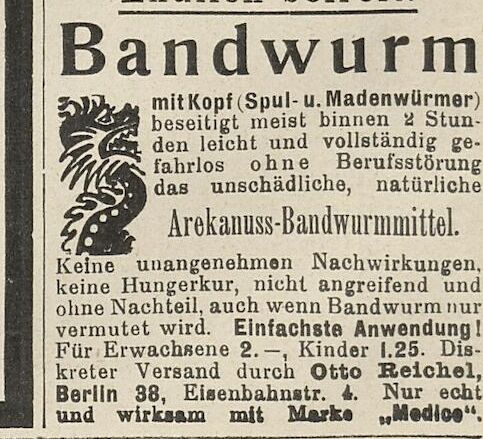 Endlich befreit!
Bandwurm
mit Kopf (Spul- u. Madenwürmer)
beseitigt meist binnen 2 Stun-
den leicht und vollständig ge-
fahrlos ohne Berufsstörung
das unschädliche, natürliche
Arekanuss-Bandwurmmittel.
Keine unangenehmen Nachwirkungen,
keine Hungerkur, nicht angreifend und
ohne Nachteil, auch wenn Bandwurm nur
vermutet wird. Einfachste Anwendung!
Für Erwachsene 2.–, Kinder 1.25. Dis-
kreter Versand durch Otto Reichel,
Berlin 38, Eisenbahnstr. 4. Nur echt
und wirksam mit Marke „Medico".